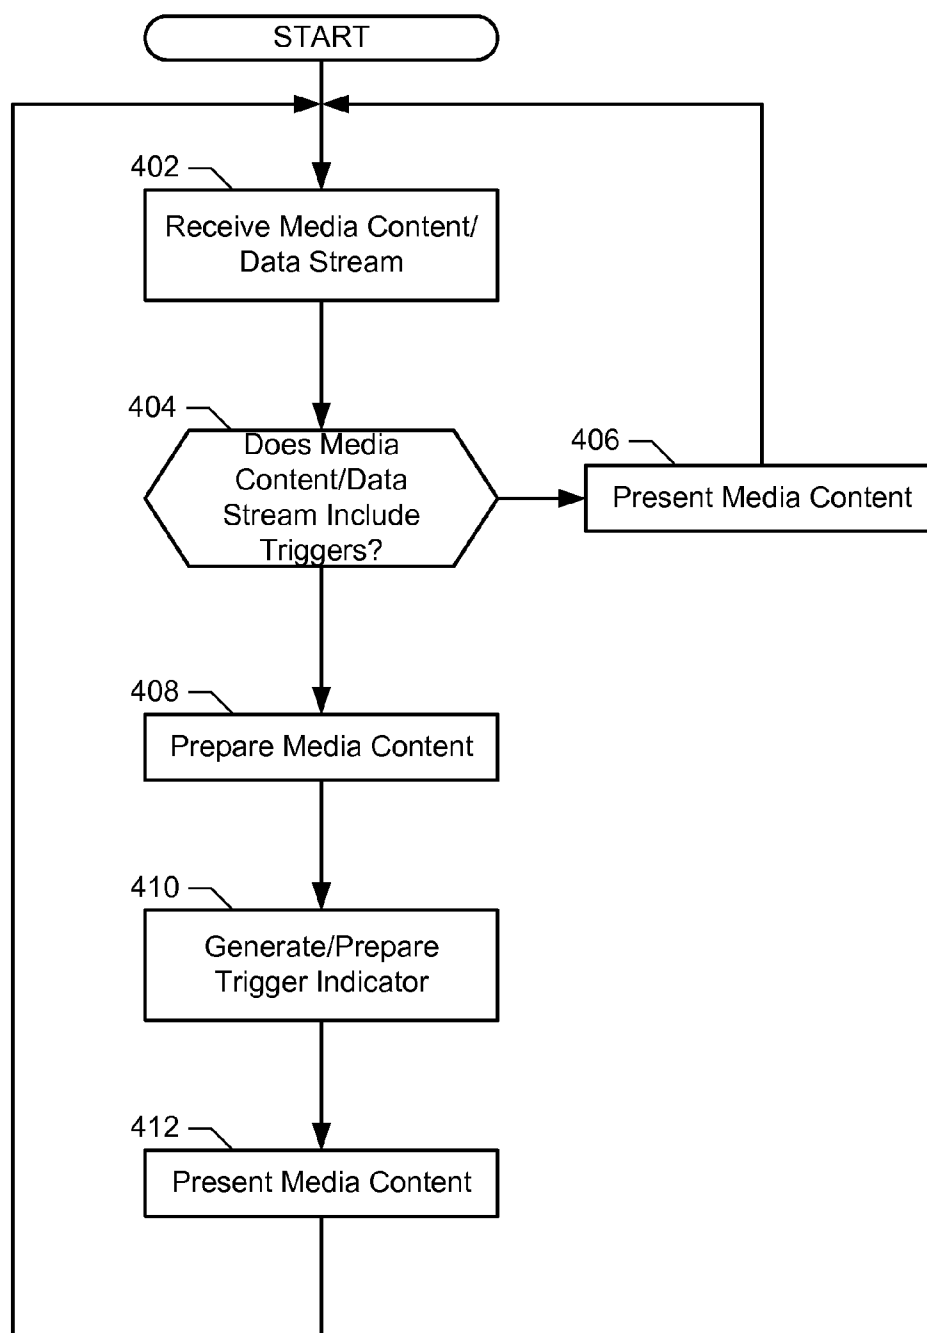 START
402
Receive Media Content/
Data Stream
404
Does Media
Content/Data
Stream Include
Triggers?
406
Present Media Content
408
Prepare Media Content
410
Generate/Prepare
Trigger Indicator
412
Present Media Content